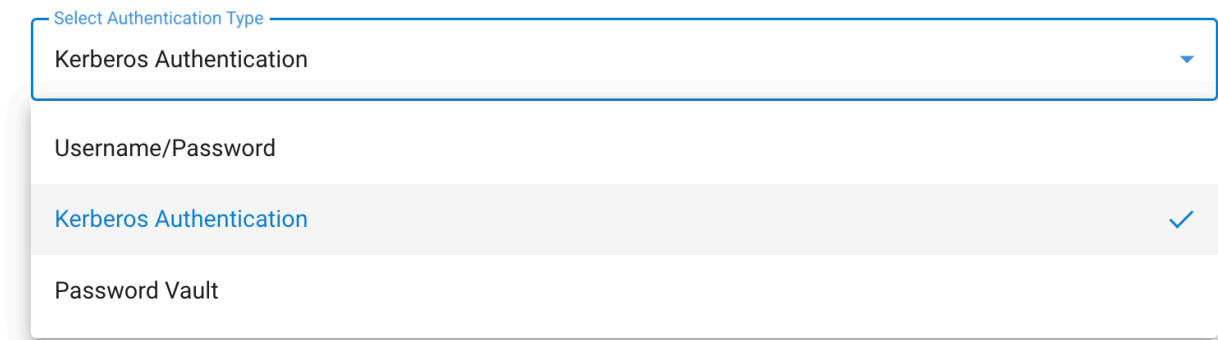 Select Authentication Type
Kerberos Authentication
Username/Password
Kerberos Authentication
Password Vault